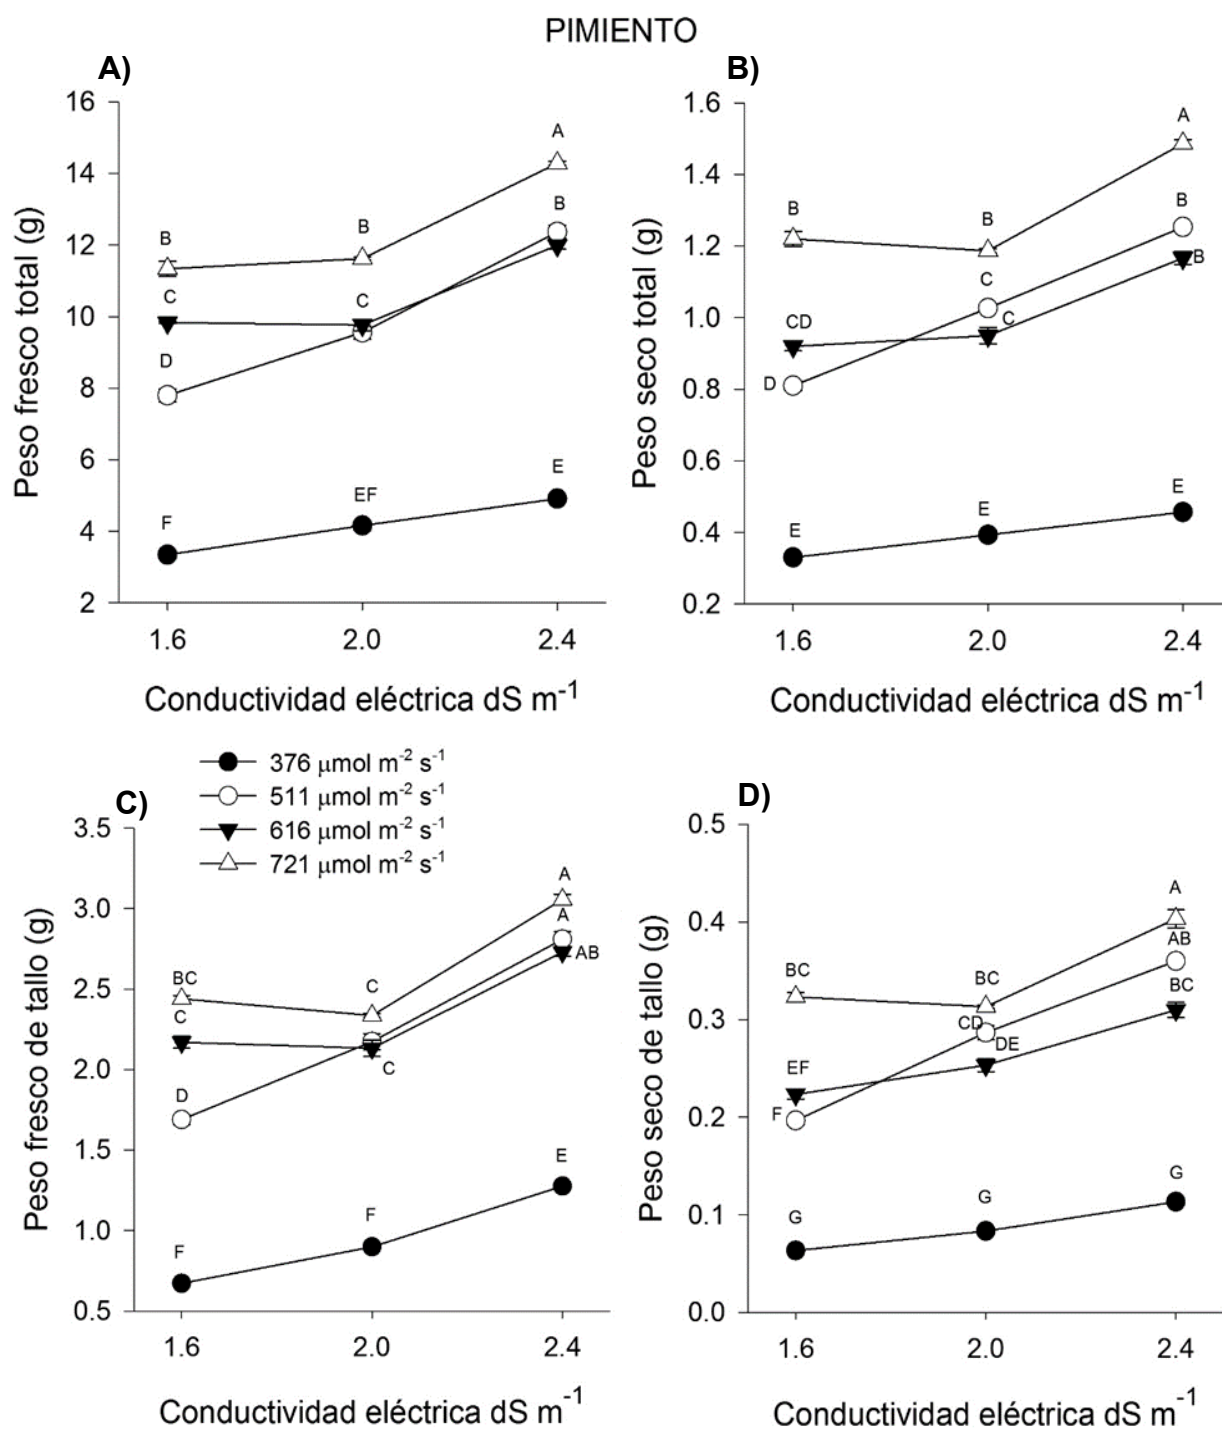 PIMIENTO
A)
Peso fresco total (g)
16
14
12
10
8
6
4
2
A
B
B
B
C
C
D
E
EF
F
1.6 2.0 2.4
Conductividad eléctrica dS m-1
B)
Peso seco total (g)
1.6
1.4
1.2
1.0
0.8
0.6
0.4
0.2
A
B
B
B
B
C
CD
C
D
E
E
E
1.6 2.0 2.4
Conductividad eléctrica dS m-1
376 μmol m-2 s-1
511 μmol m-2 s-1
616 μmol m-2 s-1
721 μmol m-2 s-1
C)
Peso fresco de tallo (g)
3.5
3.0
2.5
2.0
1.5
1.0
0.5
A
A
AB
BC
C
C
C
D
E
F
F
1.6 2.0 2.4
Conductividad eléctrica dS m-1
D)
Peso seco de tallo (g)
0.5
0.4
0.3
0.2
0.1
0.0
A
AB
BC
BC
BC
CD
DE
EF
F
G
G
G
1.6 2.0 2.4
Conductividad eléctrica dS m-1